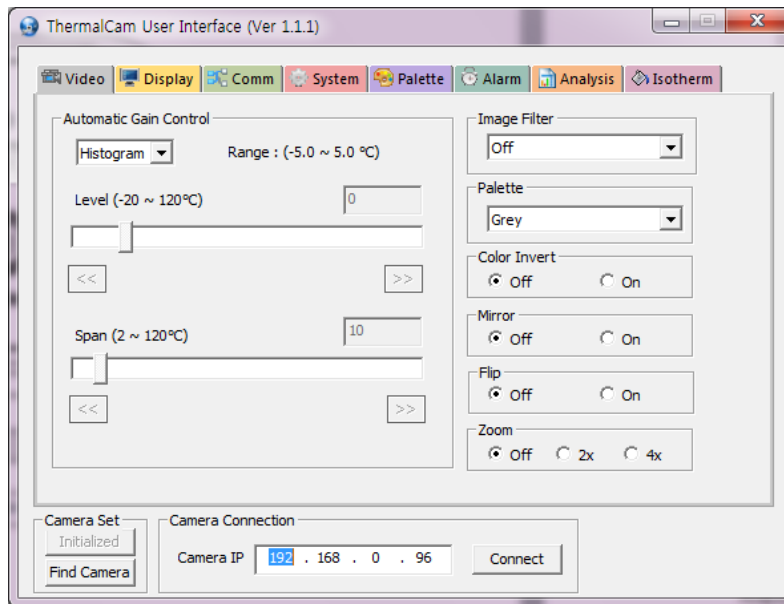 ThermalCam User Interface (Ver 1.1.1)
Video Display Comm System Palette Alarm Analysis Isotherm
Automatic Gain Control
Histogram Range : (-5.0 ~ 5.0 ℃)
Level (-20 ~ 120℃) 0
<< >>
Span (2 ~ 120℃) 10
<< >>
Image Filter
Off
Palette
Grey
Color Invert
Off On
Mirror
Off On
Flip
Off On
Zoom
Off 2x 4x
Camera Set
Initialized
Find Camera
Camera Connection
Camera IP 192 . 168 . 0 . 96 Connect